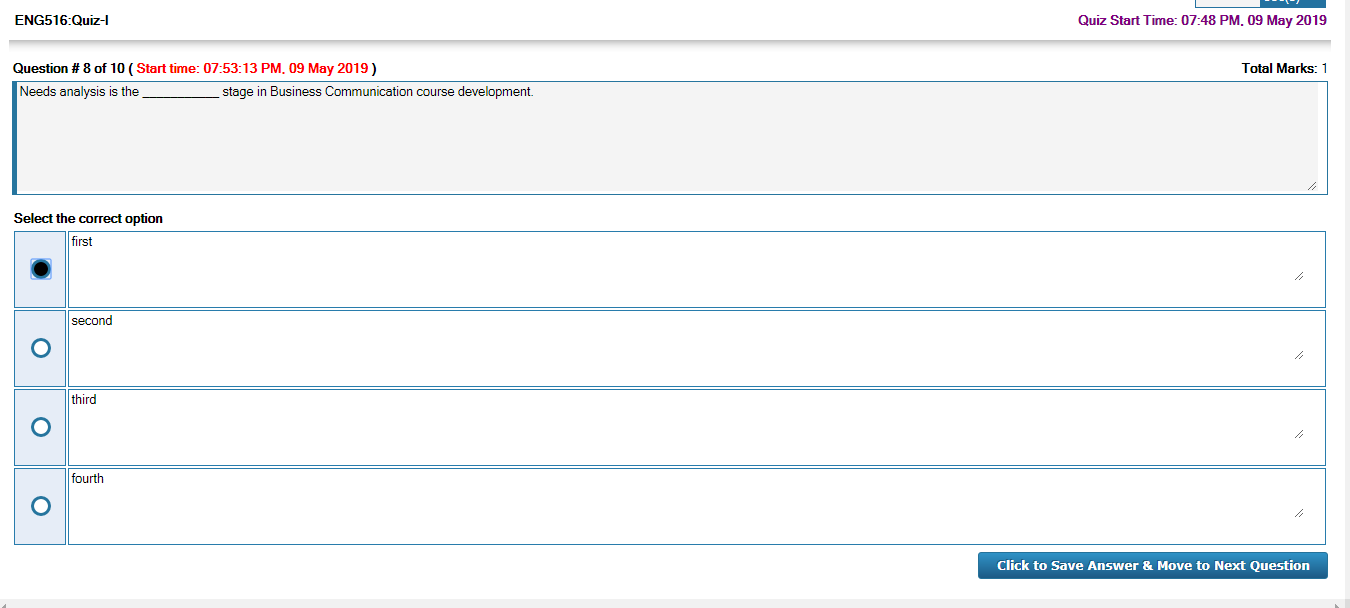 ENG516:Quiz-I
Quiz Start Time: 07:48 PM, 09 May 2019
Question # 8 of 10 ( Start time: 07:53:13 PM, 09 May 2019 )
Total Marks: 1
Needs analysis is the ___________ stage in Business Communication course development.
Select the correct option
first
second
third
fourth
Click to Save Answer & Move to Next Question